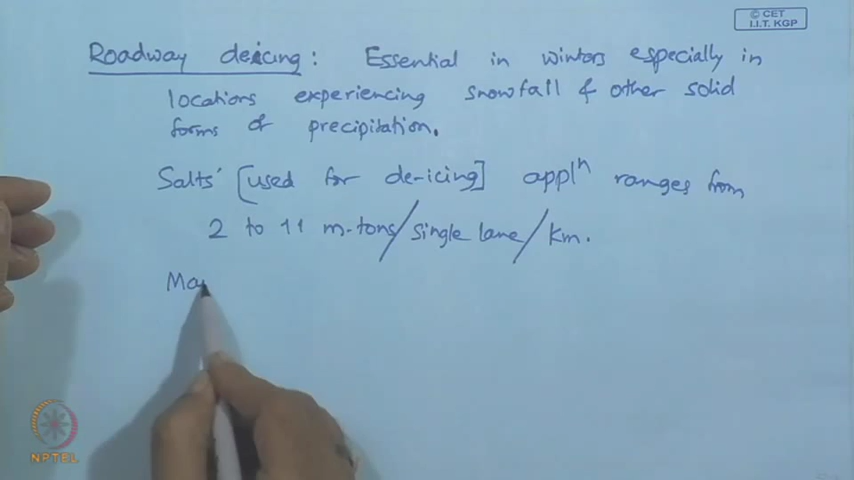 © CET
I.I.T. KGP
Roadway deicing : Essential in winters especially in
locations experiencing snowfall & other solid
forms of precipitation.
Salts' [used for de-icing] applⁿ ranges from
2 to 11 m-tons/single lane/km.
Ma
NPTEL